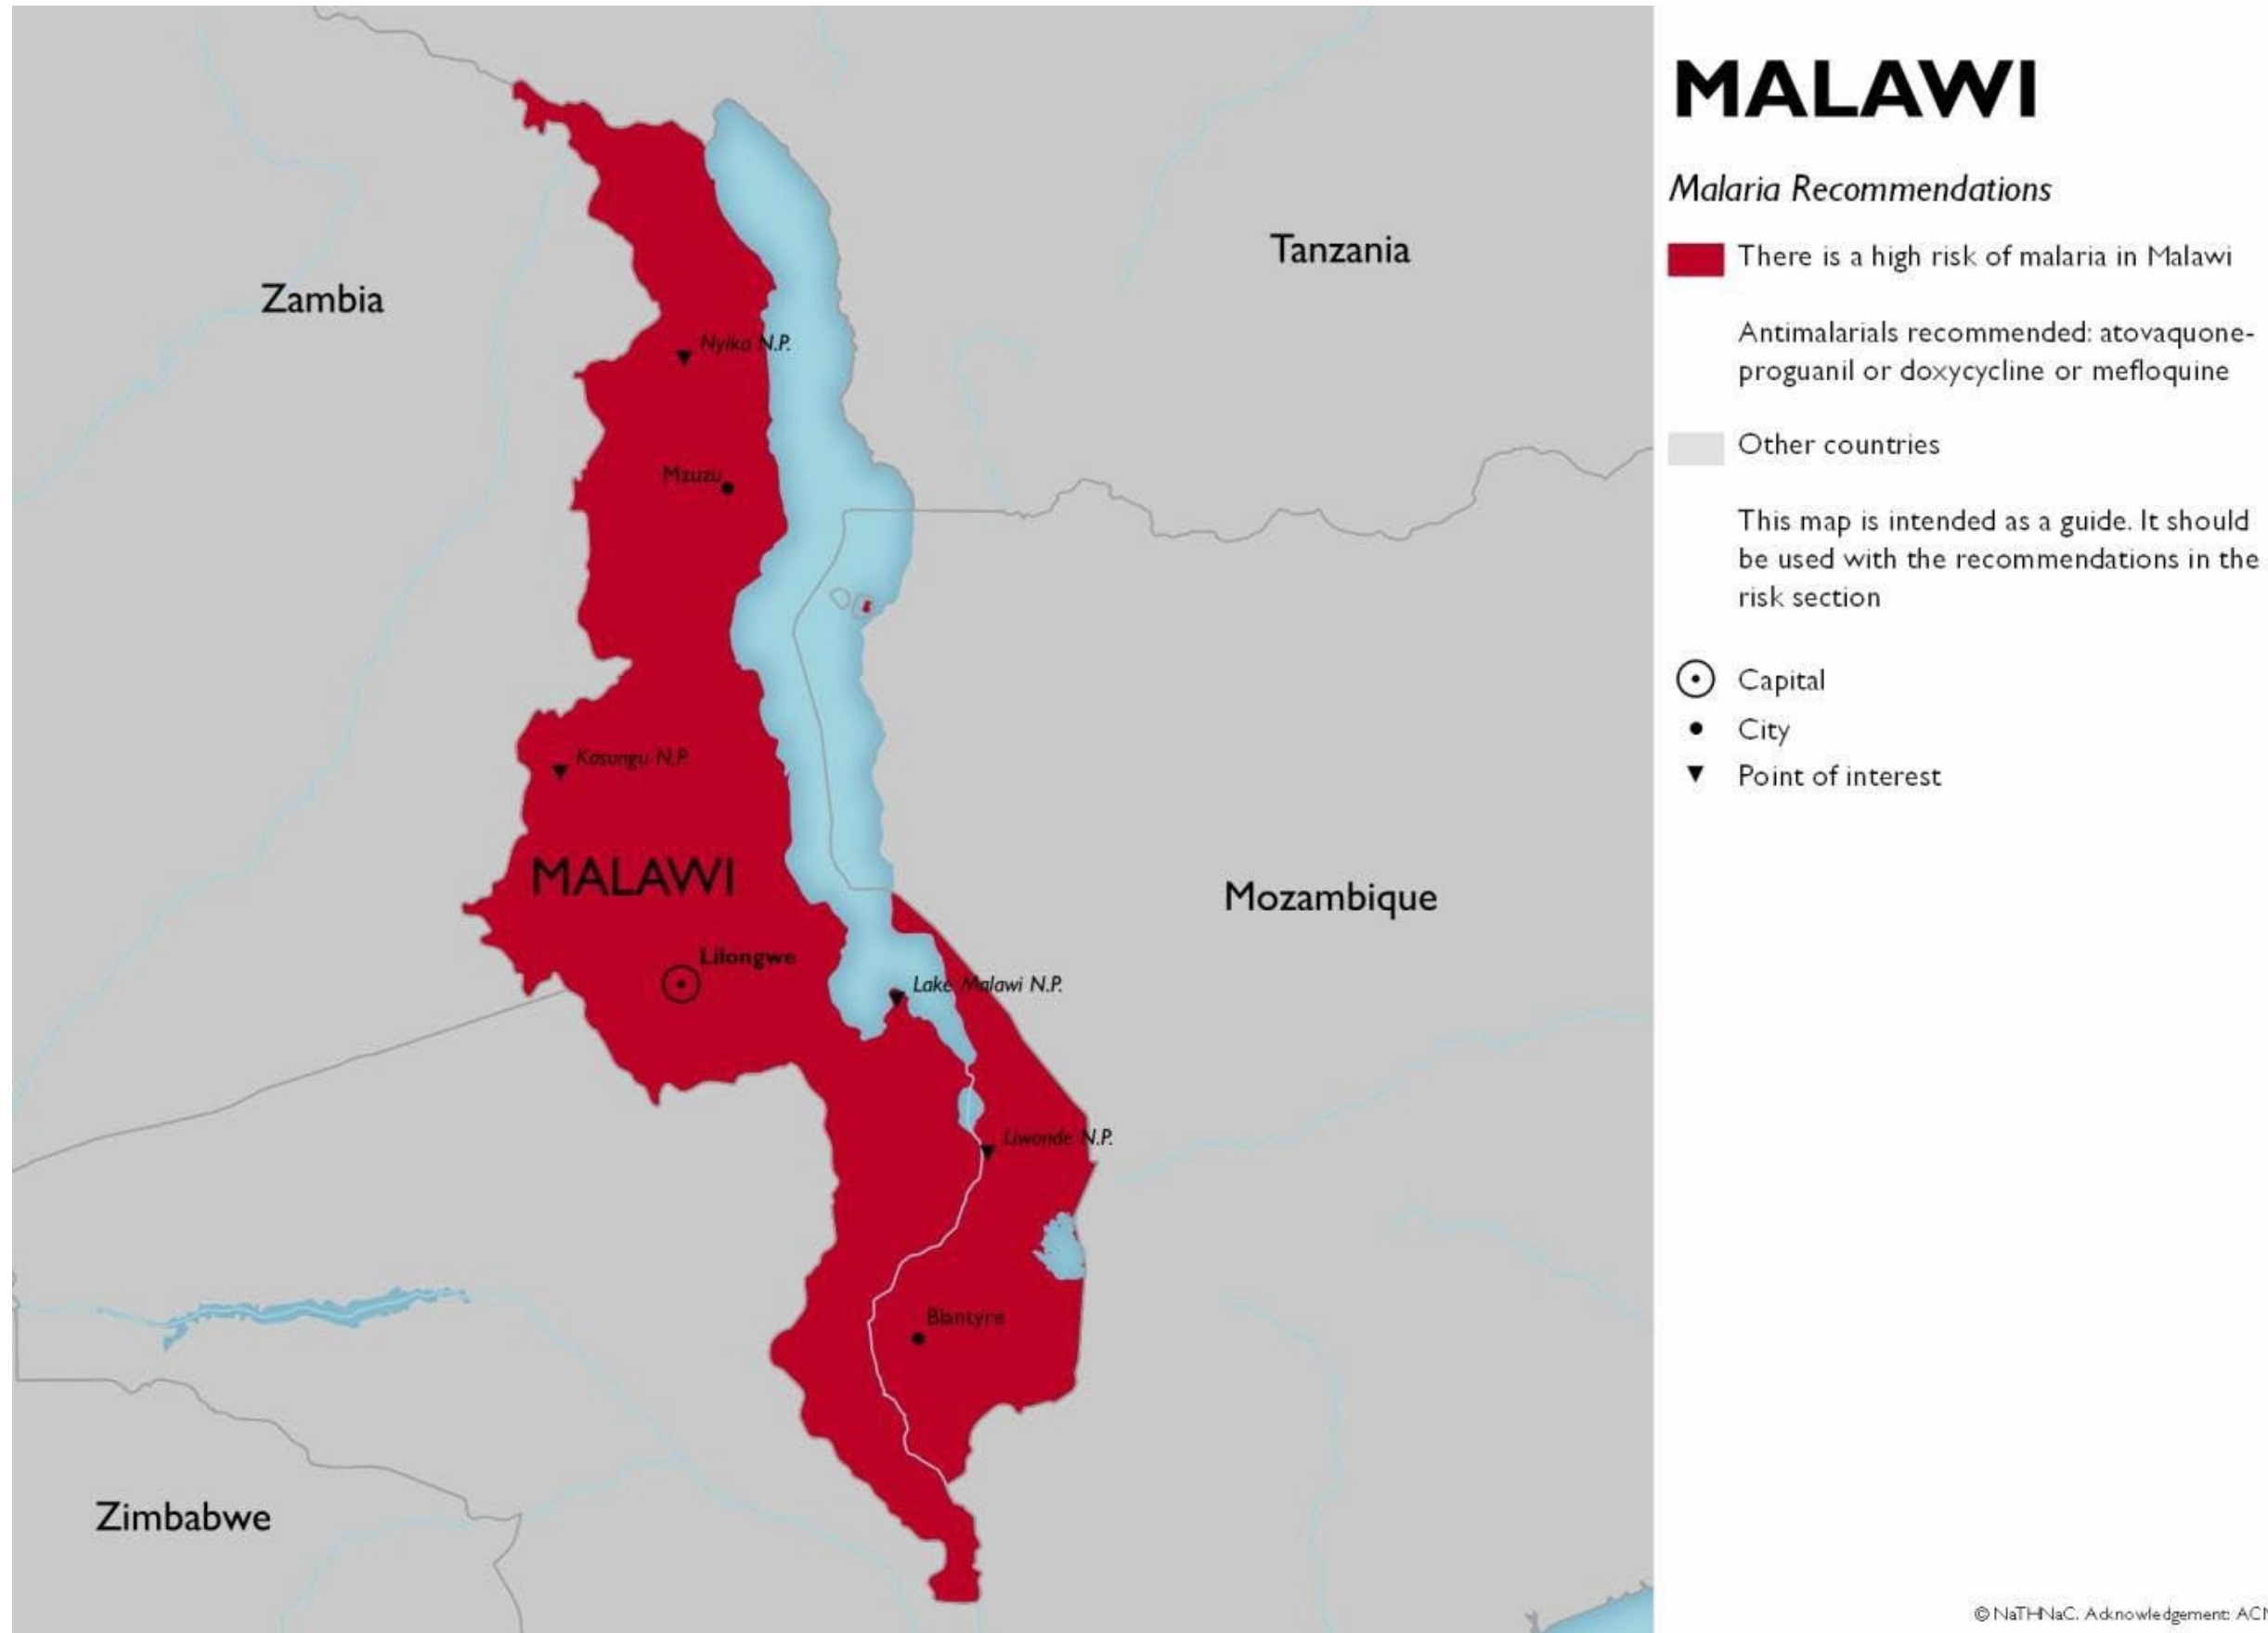 MALAWI
Malaria Recommendations
There is a high risk of malaria in Malawi
Antimalarials recommended: atovaquone-
proguanil or doxycycline or mefloquine
Other countries
This map is intended as a guide. It should
be used with the recommendations in the
risk section
Capital
City
Point of interest
Tanzania
Zambia
Nyika N.P.
Mzuzu
Kasungu N.P.
MALAWI
Mozambique
Lilongwe
Lake Malawi N.P.
Liwonde N.P.
Blantyre
Zimbabwe
© NaTHNaC. Acknowledgement: